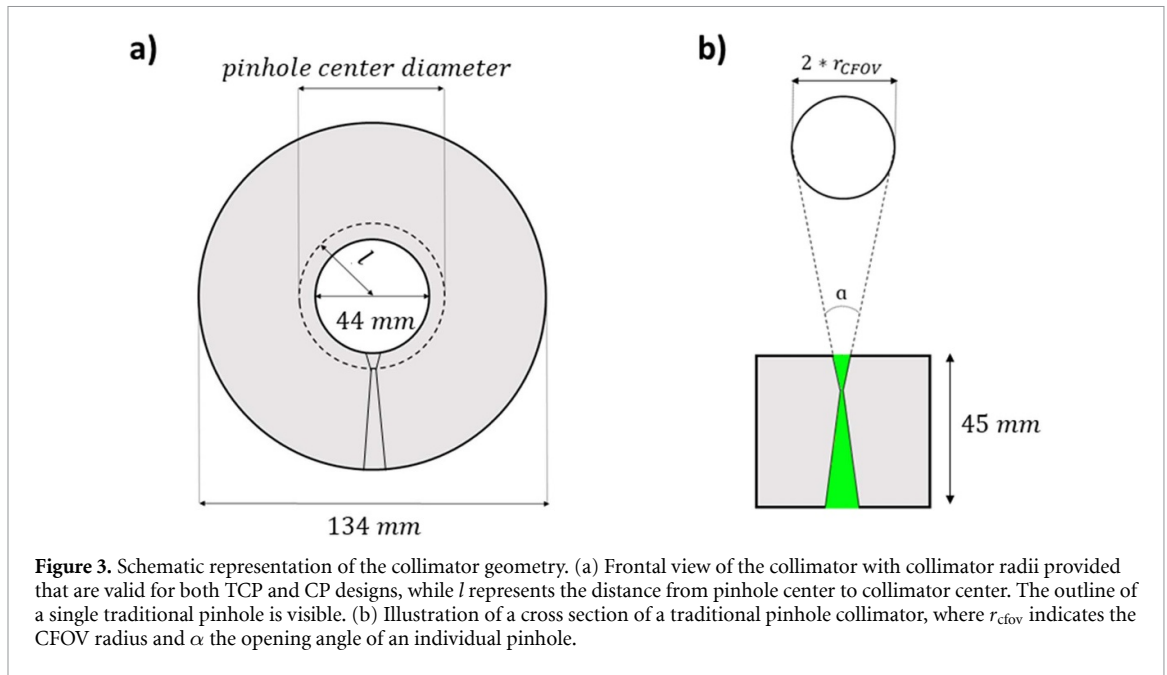 a)
pinhole center diameter
l
44 mm
134 mm
b)
2 * r_CFOV
α
45 mm
Figure 3. Schematic representation of the collimator geometry. (a) Frontal view of the collimator with collimator radii provided
that are valid for both TCP and CP designs, while l represents the distance from pinhole center to collimator center. The outline of
a single traditional pinhole is visible. (b) Illustration of a cross section of a traditional pinhole collimator, where r_cfov indicates the
CFOV radius and α the opening angle of an individual pinhole.